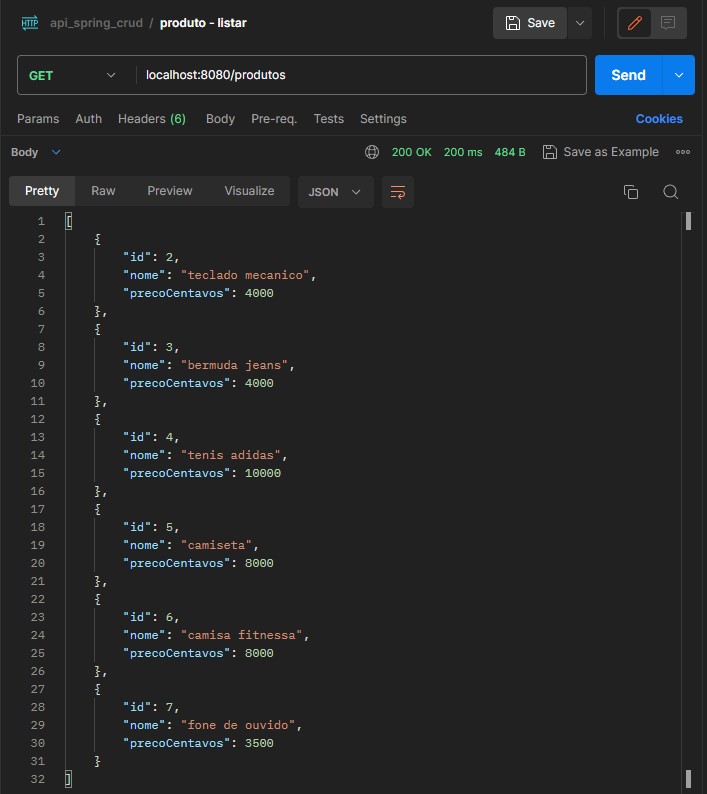 HTTP api_spring_crud / produto - listar Save
GET localhost:8080/produtos Send
Params Auth Headers (6) Body Pre-req. Tests Settings Cookies
Body 200 OK 200 ms 484 B Save as Example
Pretty Raw Preview Visualize JSON
1 [
2 {
3 "id": 2,
4 "nome": "teclado mecanico",
5 "precoCentavos": 4000
6 },
7 {
8 "id": 3,
9 "nome": "bermuda jeans",
10 "precoCentavos": 4000
11 },
12 {
13 "id": 4,
14 "nome": "tenis adidas",
15 "precoCentavos": 10000
16 },
17 {
18 "id": 5,
19 "nome": "camiseta",
20 "precoCentavos": 8000
21 },
22 {
23 "id": 6,
24 "nome": "camisa fitnessa",
25 "precoCentavos": 8000
26 },
27 {
28 "id": 7,
29 "nome": "fone de ouvido",
30 "precoCentavos": 3500
31 }
32 ]